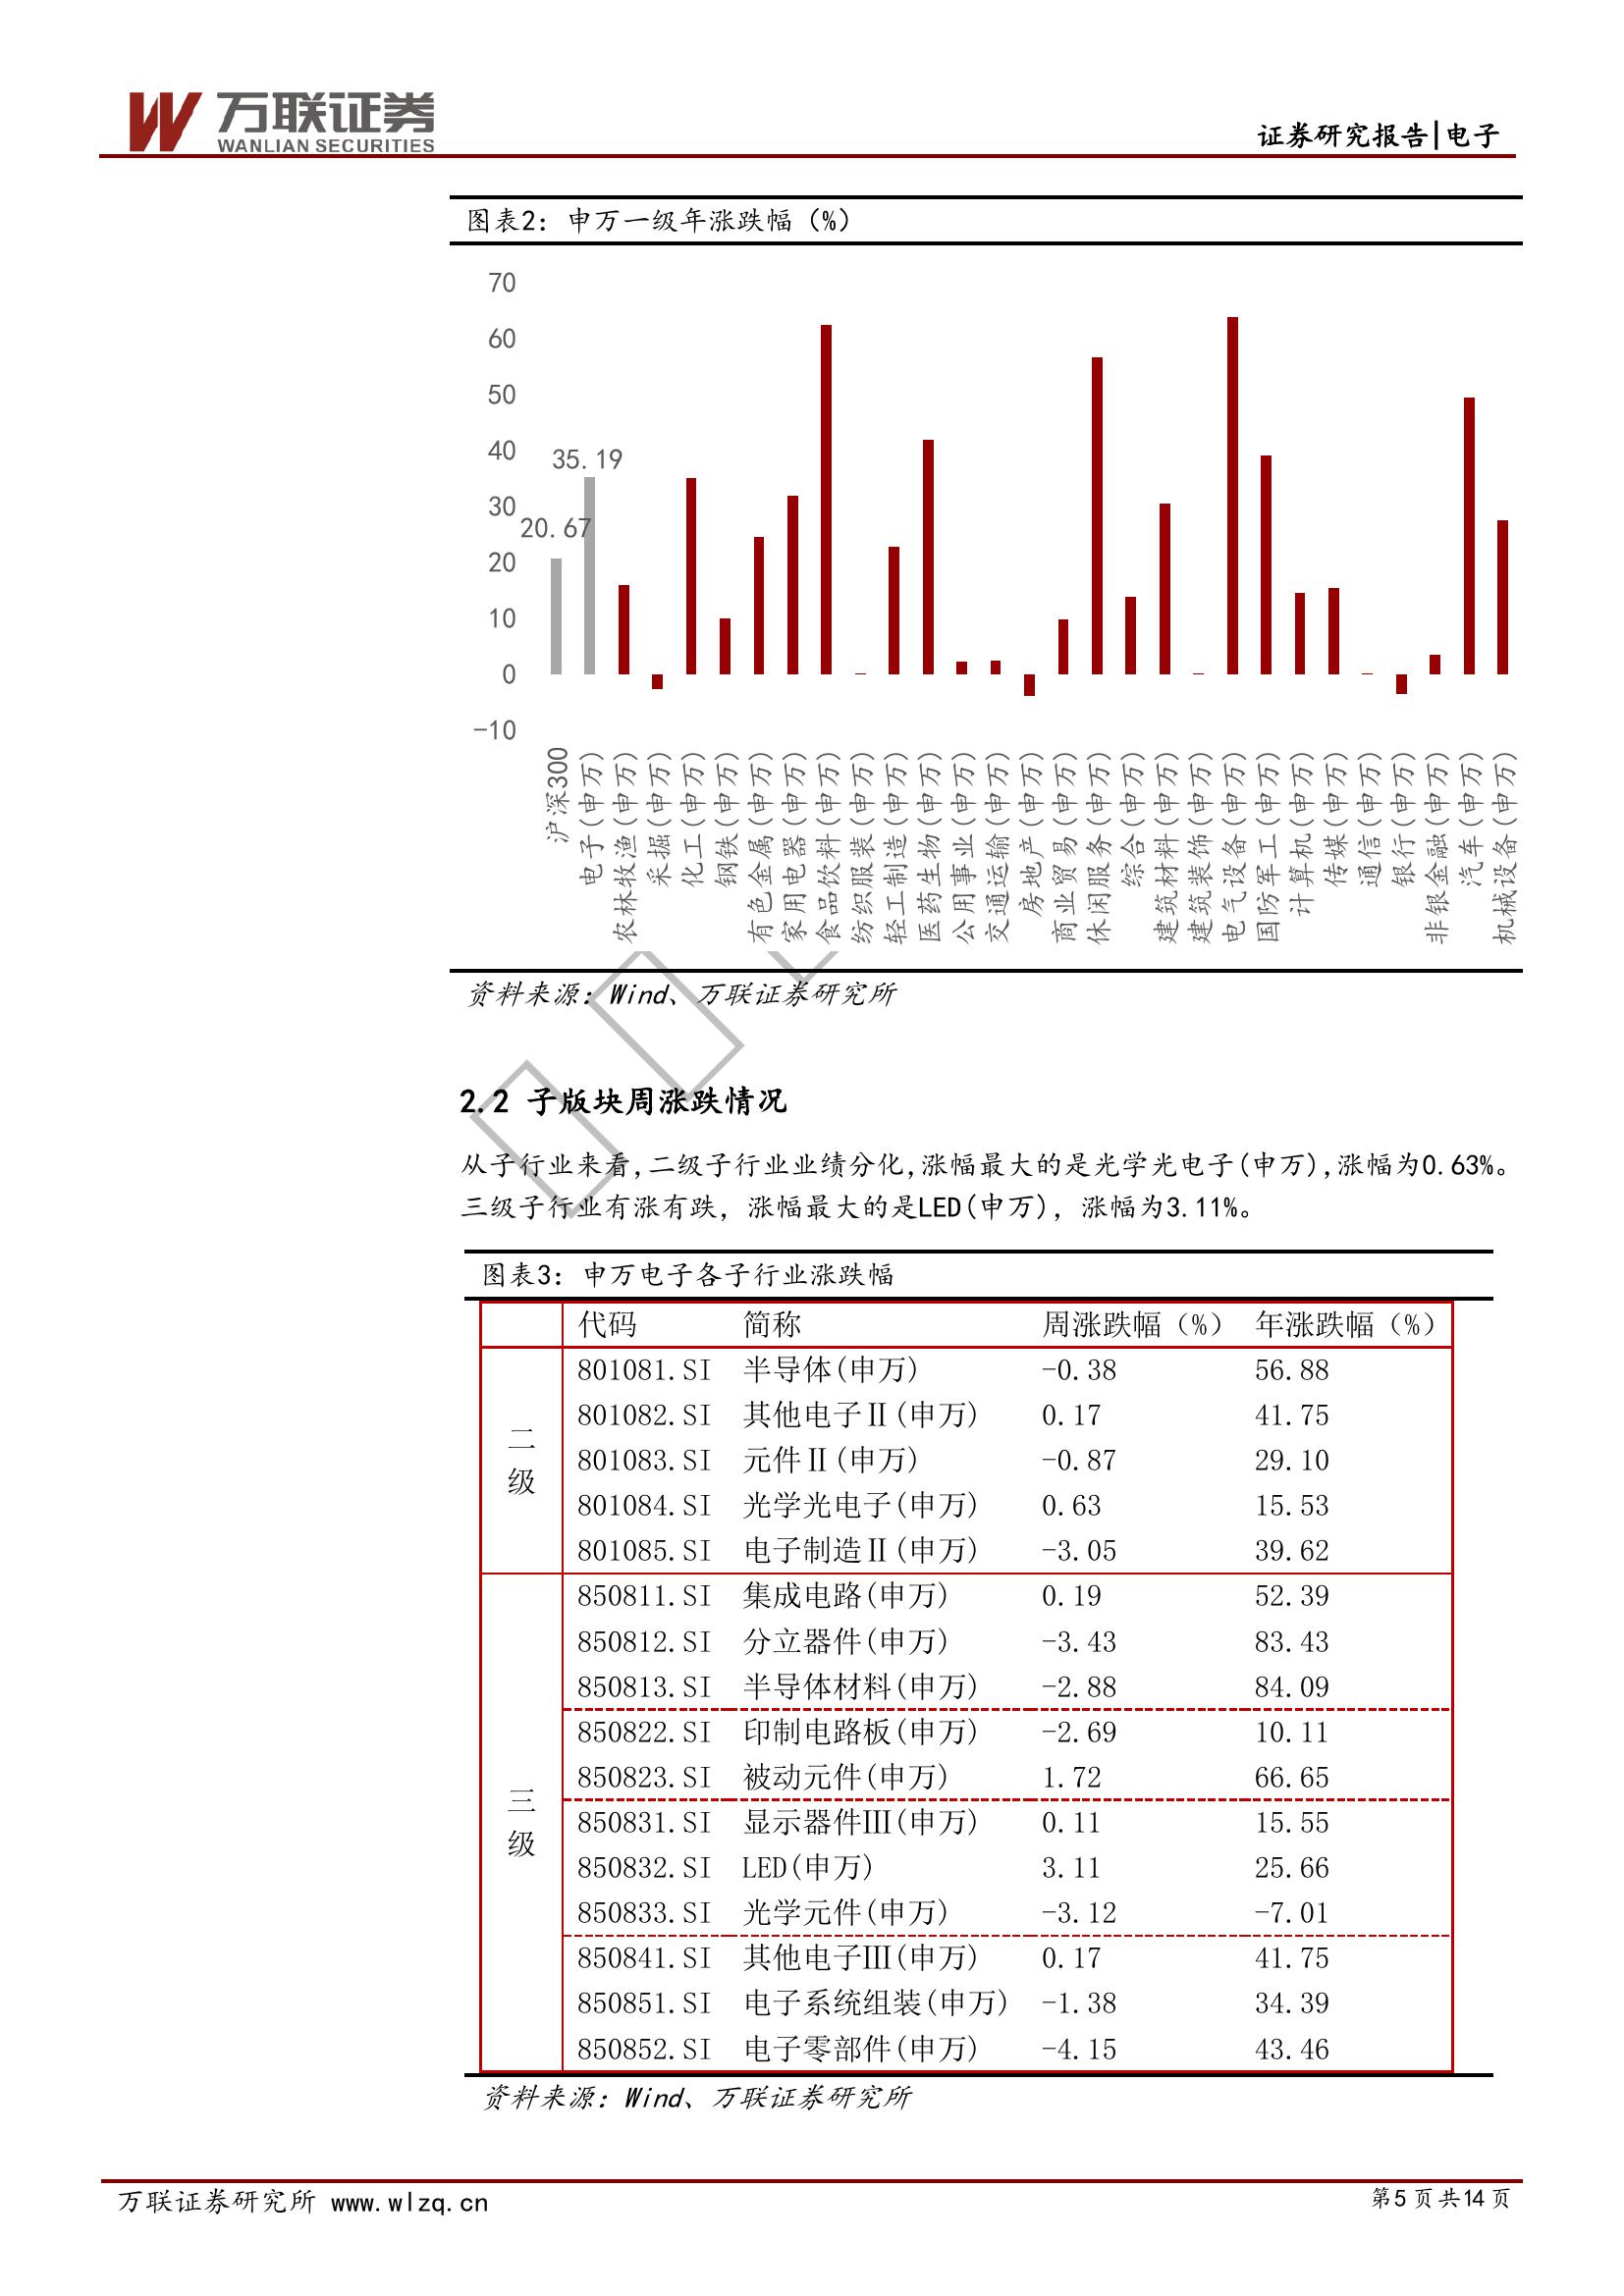 万联证券
WANLIAN SECURITIES
证券研究报告|电子
图表2：申万一级年涨跌幅（%）
70
60
50
40
30
20
10
0
-10
35.19
20.67
沪深300
电子(申万)
农林牧渔(申万)
采掘(申万)
化工(申万)
钢铁(申万)
有色金属(申万)
家用电器(申万)
食品饮料(申万)
纺织服装(申万)
轻工制造(申万)
医药生物(申万)
公用事业(申万)
交通运输(申万)
房地产(申万)
商业贸易(申万)
休闲服务(申万)
综合(申万)
建筑材料(申万)
建筑装饰(申万)
电气设备(申万)
国防军工(申万)
计算机(申万)
传媒(申万)
通信(申万)
银行(申万)
非银金融(申万)
汽车(申万)
机械设备(申万)
资料来源：Wind、万联证券研究所
2.2 子版块周涨跌情况
从子行业来看,二级子行业业绩分化,涨幅最大的是光学光电子(申万),涨幅为0.63%。
三级子行业有涨有跌，涨幅最大的是LED(申万)，涨幅为3.11%。
图表3：申万电子各子行业涨跌幅
代码 简称 周涨跌幅（%） 年涨跌幅（%）
二级
801081.SI 半导体(申万) -0.38 56.88
801082.SI 其他电子Ⅱ(申万) 0.17 41.75
801083.SI 元件Ⅱ(申万) -0.87 29.10
801084.SI 光学光电子(申万) 0.63 15.53
801085.SI 电子制造Ⅱ(申万) -3.05 39.62
三级
850811.SI 集成电路(申万) 0.19 52.39
850812.SI 分立器件(申万) -3.43 83.43
850813.SI 半导体材料(申万) -2.88 84.09
850822.SI 印制电路板(申万) -2.69 10.11
850823.SI 被动元件(申万) 1.72 66.65
850831.SI 显示器件Ⅲ(申万) 0.11 15.55
850832.SI LED(申万) 3.11 25.66
850833.SI 光学元件(申万) -3.12 -7.01
850841.SI 其他电子Ⅲ(申万) 0.17 41.75
850851.SI 电子系统组装(申万) -1.38 34.39
850852.SI 电子零部件(申万) -4.15 43.46
资料来源：Wind、万联证券研究所
万联证券研究所 www.wlzq.cn
第5页共14页